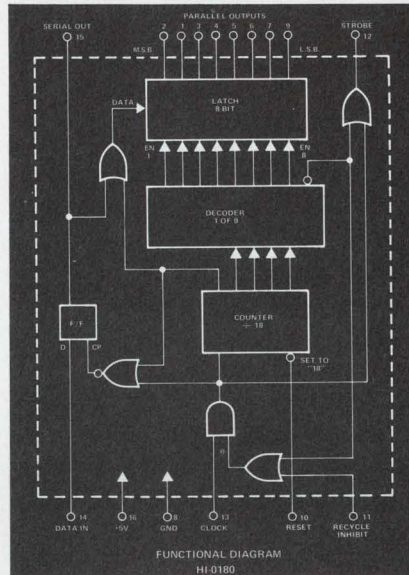 PARALLEL OUTPUTS
SERIAL OUT
STROBE
2 1 3 4 5 6 7 9
15
12
M.S.B.
L.S.B.
DATA
LATCH
8 BIT
EN
1
EN
8
DECODER
1 OF 9
COUNTER
÷ 18
F/F
D
CP
SET TO
"18"
θ
14
16
8
13
10
11
DATA IN
+5V
GND
CLOCK
RESET
RECYCLE
INHIBIT
FUNCTIONAL DIAGRAM
HI-0180